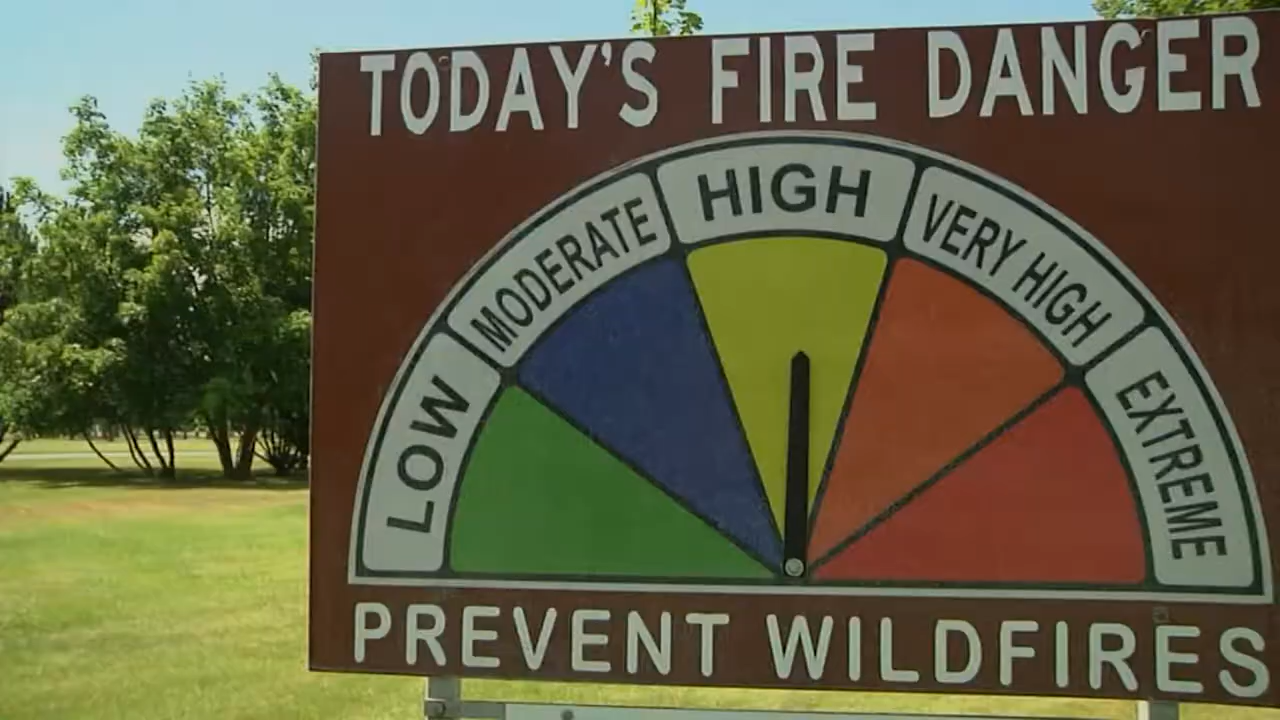 TODAY'S FIRE DANGER
LOW
MODERATE
HIGH
VERY HIGH
EXTREME
PREVENT WILDFIRES